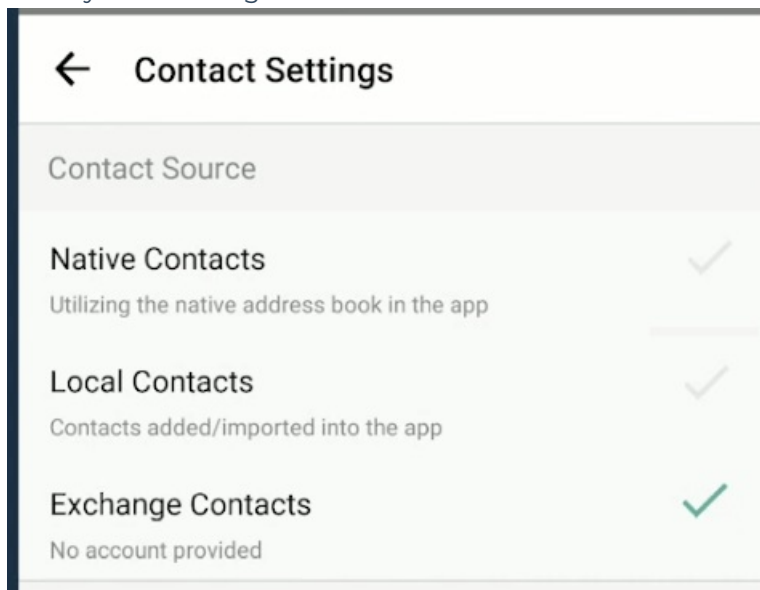 Contact Settings
Contact Source
Native Contacts
Utilizing the native address book in the app
Local Contacts
Contacts added/imported into the app
Exchange Contacts
No account provided